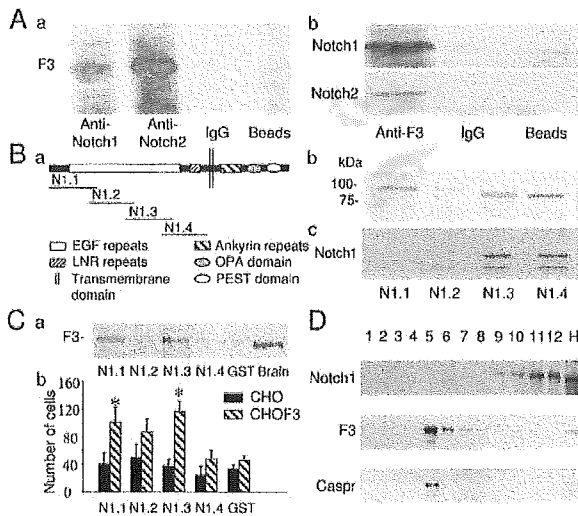 A
a
F3
Anti-Notch1
Anti-Notch2
IgG
Beads
b
Notch1
Notch2
Anti-F3
IgG
Beads
B
a
N1.1
N1.2
N1.3
N1.4
EGF repeats
LNR repeats
Transmembrane domain
Ankyrin repeats
OPA domain
PEST domain
b
kDa
100-
75-
c
Notch1
N1.1 N1.2 N1.3 N1.4
C
a
F3-
N1.1 N1.2 N1.3 N1.4 GST Brain
b
Number of cells
160
120
80
40
0
*
*
CHO
CHOF3
N1.1 N1.2 N1.3 N1.4 GST
D
1 2 3 4 5 6 7 8 9 10 11 12 H
Notch1
F3
Caspr